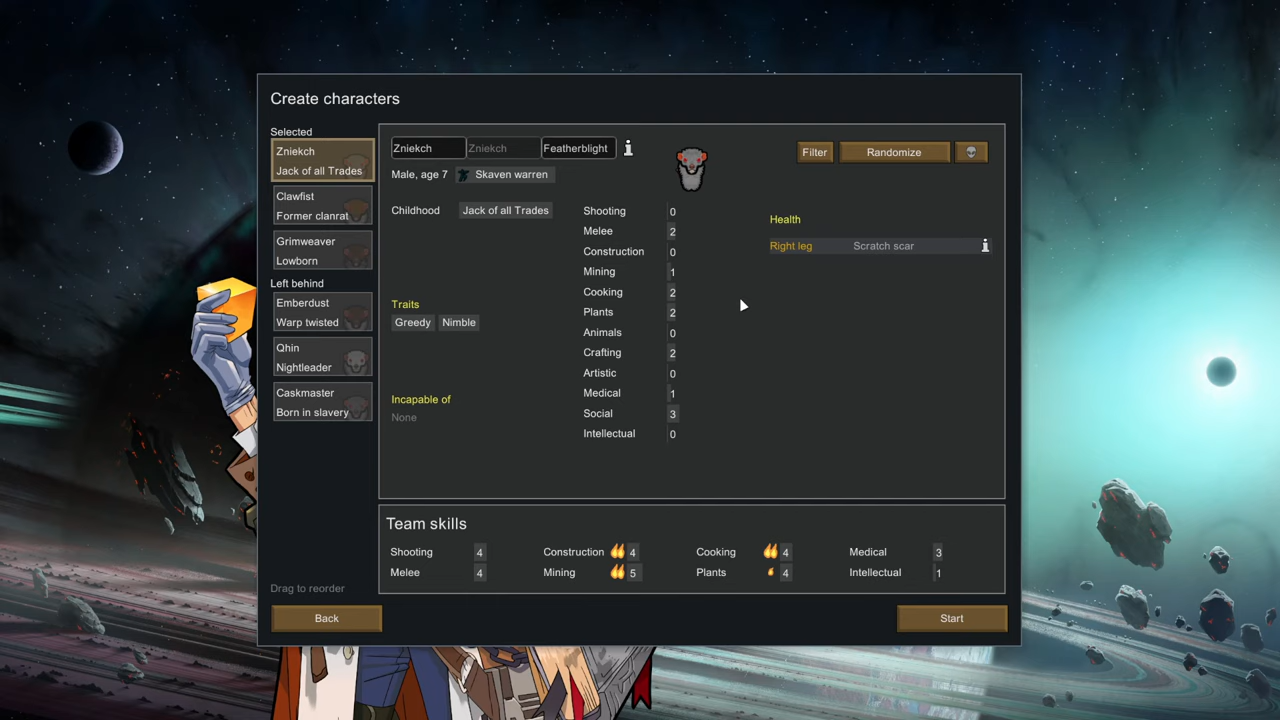 Create characters
Selected
Zniekch
Jack of all Trades
Clawfist
Former clanrat
Grimweaver
Lowborn
Left behind
Emberdust
Warp twisted
Qhin
Nightleader
Caskmaster
Born in slavery
Drag to reorder
Zniekch Zniekch Featherblight
Filter Randomize
Male, age 7 Skaven warren
Childhood Jack of all Trades
Traits
Greedy Nimble
Incapable of
None
Shooting 0
Melee 2
Construction 0
Mining 1
Cooking 2
Plants 2
Animals 0
Crafting 2
Artistic 0
Medical 1
Social 3
Intellectual 0
Health
Right leg Scratch scar
Team skills
Shooting 4 Construction 4 Cooking 4 Medical 3
Melee 4 Mining 5 Plants 4 Intellectual 1
Back Start